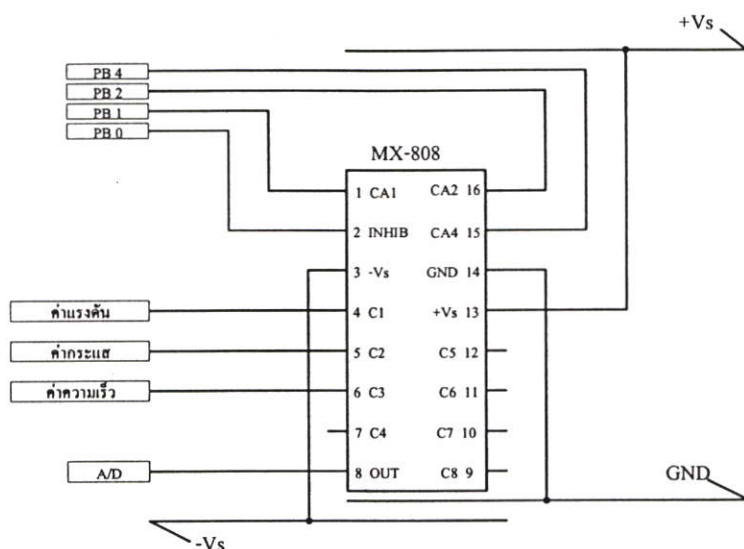 +Vs
PB 4
PB 2
PB 1
PB 0
MX-808
1 CA1 CA2 16
2 INHIB CA4 15
3 -Vs GND 14
ค่าแรงดัน 4 C1 +Vs 13
ค่ากระแส 5 C2 C5 12
ค่าความเร็ว 6 C3 C6 11
7 C4 C7 10
A/D 8 OUT C8 9
GND
-Vs